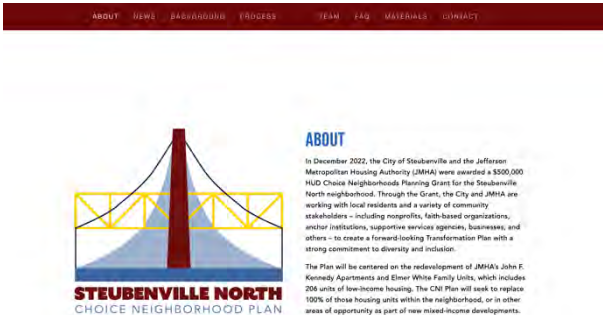 ABOUT NEWS BACKGROUND PROCESS TEAM FAQ MATERIALS CONTACT
ABOUT
In December 2022, the City of Steubenville and the Jefferson
Metropolitan Housing Authority (JMHA) were awarded a $500,000
HUD Choice Neighborhoods Planning Grant for the Steubenville
North neighborhood. Through the Grant, the City and JMHA are
working with local residents and a variety of community
stakeholders – including nonprofits, faith-based organizations,
anchor institutions, supportive services agencies, businesses, and
others – to create a forward-looking Transformation Plan with a
strong commitment to diversity and inclusion.
The Plan will be centered on the redevelopment of JMHA's John F.
Kennedy Apartments and Elmer White Family Units, which includes
206 units of low-income housing. The CNI Plan will seek to replace
100% of those housing units within the neighborhood, or in other
areas of opportunity as part of new mixed-income developments.
STEUBENVILLE NORTH
CHOICE NEIGHBORHOOD PLAN